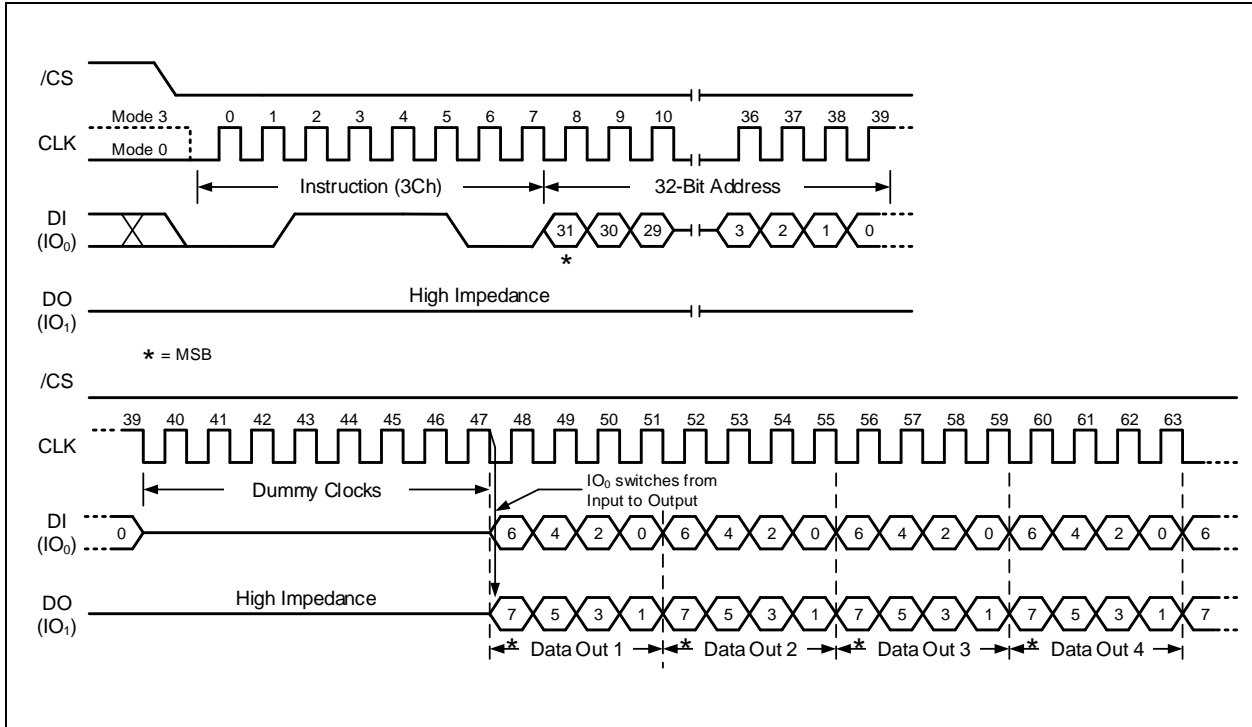 /CS
Mode 3 0 1 2 3 4 5 6 7 8 9 10 36 37 38 39
CLK
Mode 0
Instruction (3Ch) 32-Bit Address
DI
(IO₀)
31 30 29 3 2 1 0
*
DO
(IO₁)
High Impedance
* = MSB
/CS
39 40 41 42 43 44 45 46 47 48 49 50 51 52 53 54 55 56 57 58 59 60 61 62 63
CLK
Dummy Clocks
IO₀ switches from
Input to Output
DI
(IO₀)
0 6 4 2 0 6 4 2 0 6 4 2 0 6 4 2 0 6
DO
(IO₁)
High Impedance
7 5 3 1 7 5 3 1 7 5 3 1 7 5 3 1 7
* Data Out 1 * Data Out 2 * Data Out 3 * Data Out 4